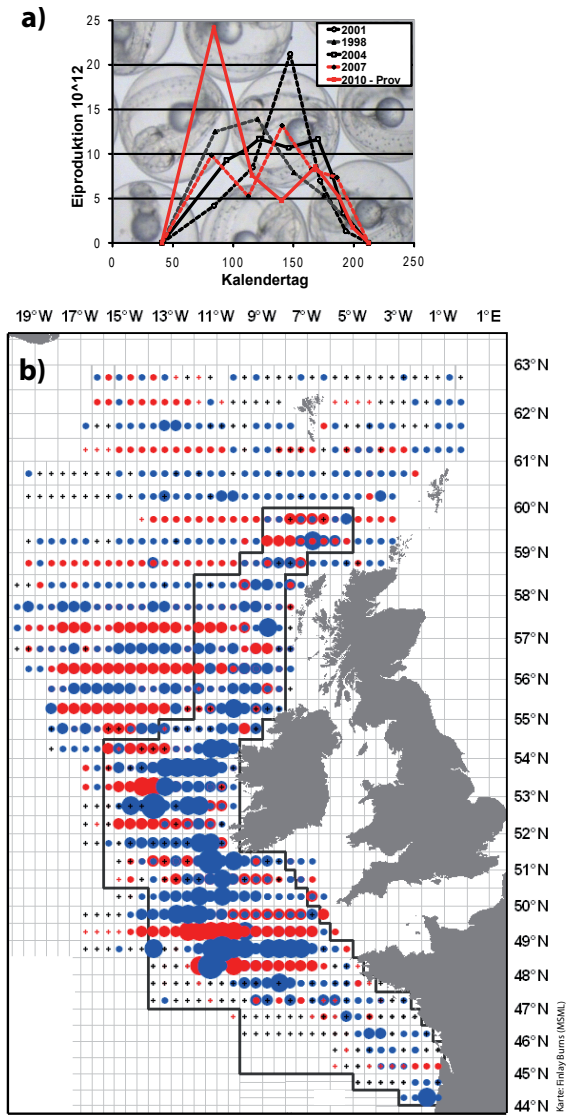 a)
25
20
15
10
5
0
Eiproduktion 10^12
2001
1998
2004
2007
2010 - Prov
0 50 100 150 200 250
Kalendertag
19°W 17°W 15°W 13°W 11°W 9°W 7°W 5°W 3°W 1°E
b)
63°N
62°N
61°N
60°N
59°N
58°N
57°N
56°N
55°N
54°N
53°N
52°N
51°N
50°N
49°N
48°N
47°N
46°N
45°N
44°N
Karte: Finlay Burns (MSML)